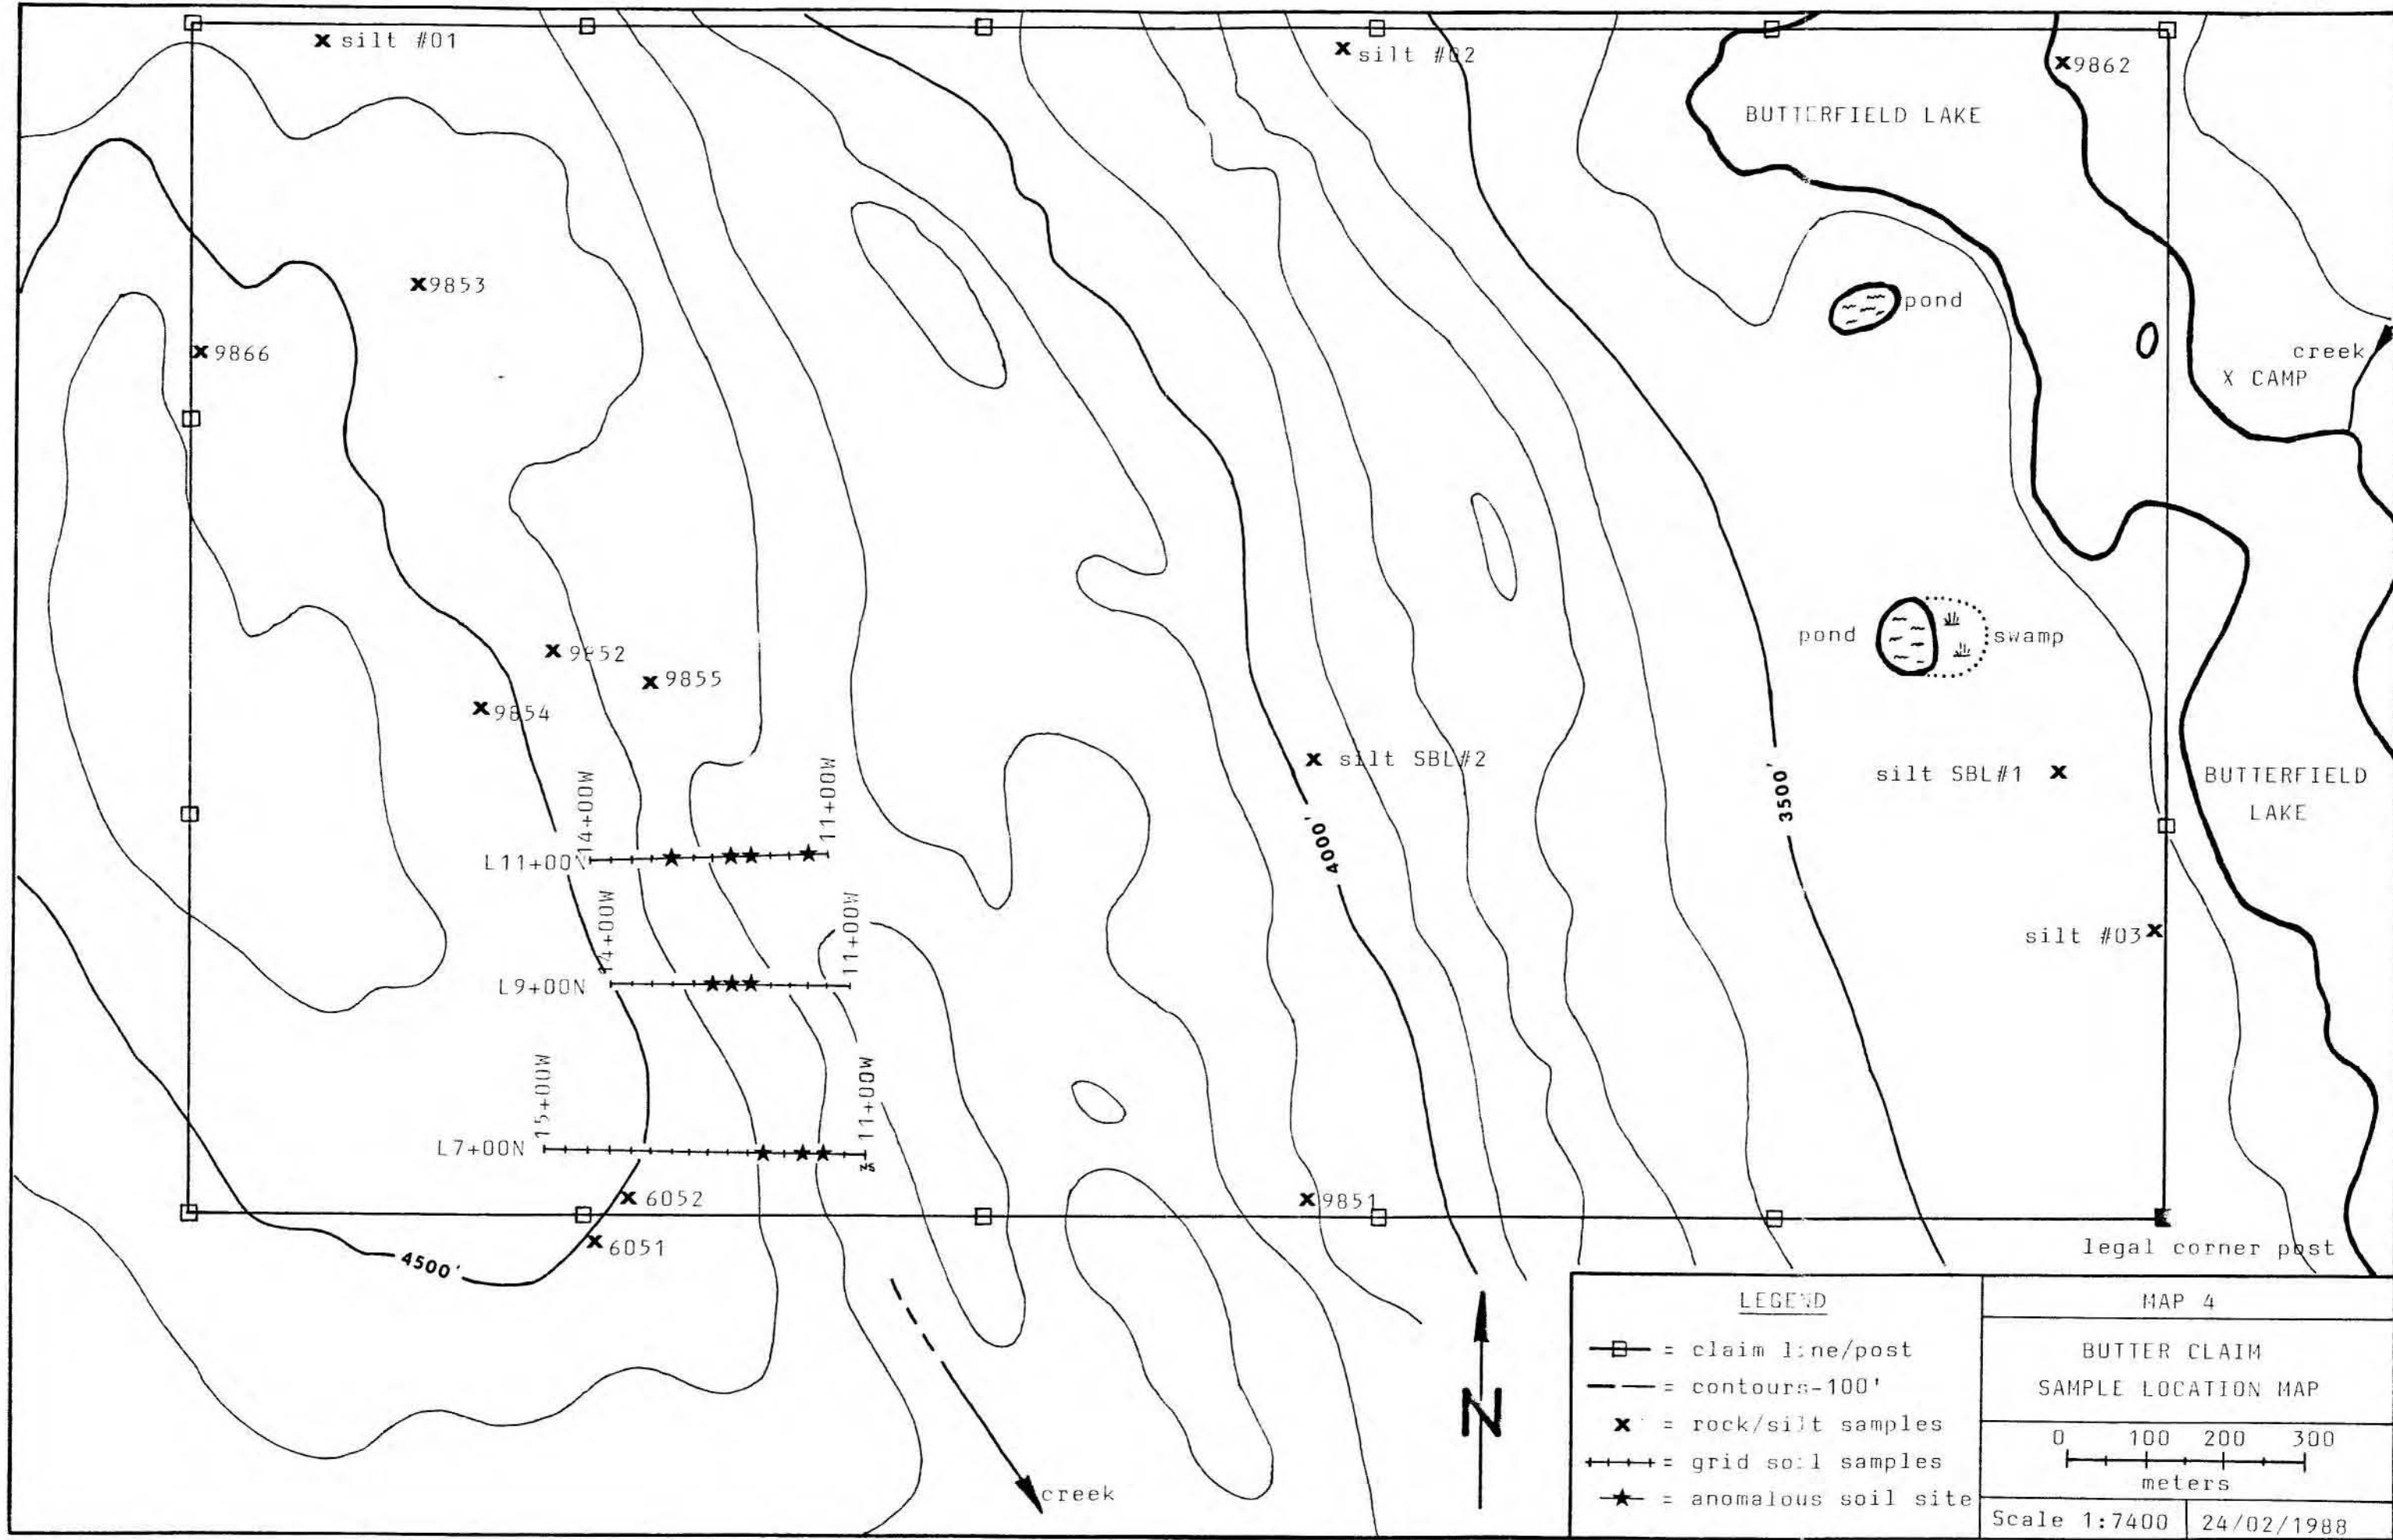 silt #01
silt #02
9862
BUTTERFIELD LAKE
9853
pond
9866
creek
X CAMP
9852
pond
swamp
9855
9854
silt SBL#2
silt SBL#1
BUTTERFIELD
LAKE
3500'
4000'
14+00W
11+00W
L11+00N
14+00W
11+00W
L9+00N
silt #03
15+00W
11+00W
L7+00N
6052
9851
6051
4500'
legal corner post
creek
N
LEGEND
= claim line/post
= contours-100'
x = rock/silt samples
= grid soil samples
= anomalous soil site
MAP 4
BUTTER CLAIM
SAMPLE LOCATION MAP
0 100 200 300
meters
Scale 1:7400
24/02/1988